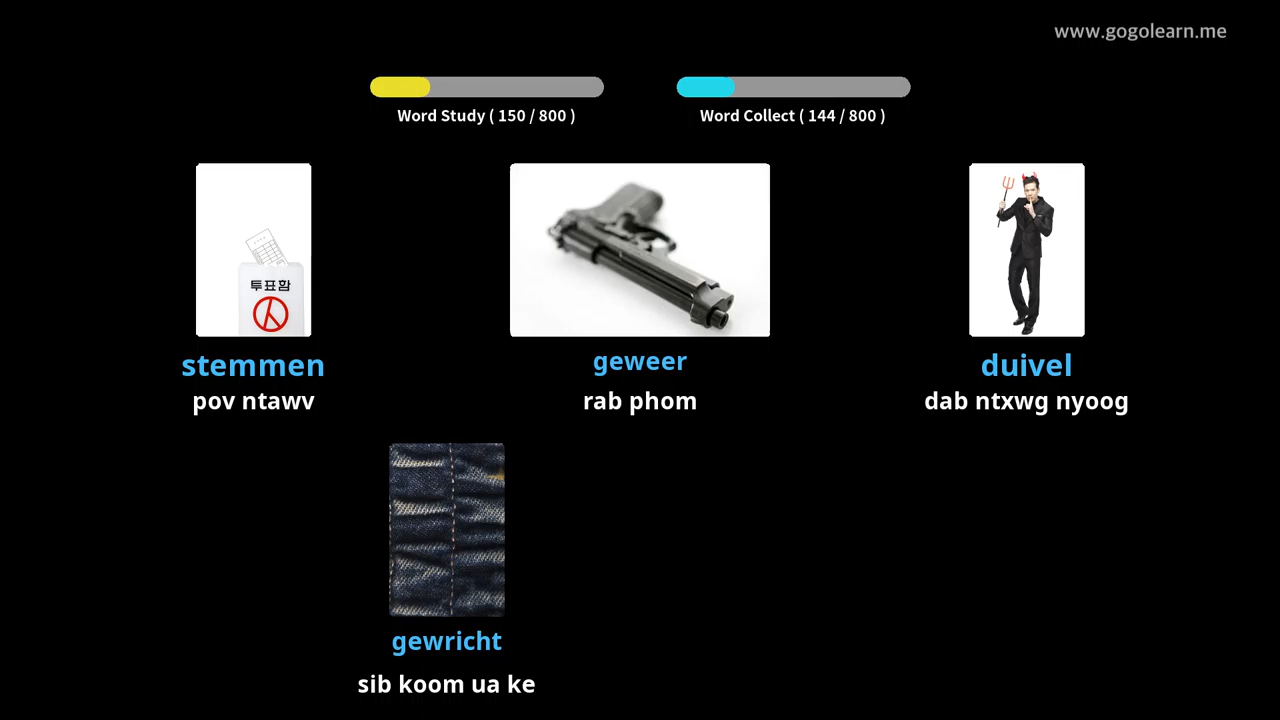 www.gogolearn.me
Word Study ( 150 / 800 )
Word Collect ( 144 / 800 )
투표함
stemmen
pov ntawv
geweer
rab phom
duivel
dab ntxwg nyoog
gewricht
sib koom ua ke